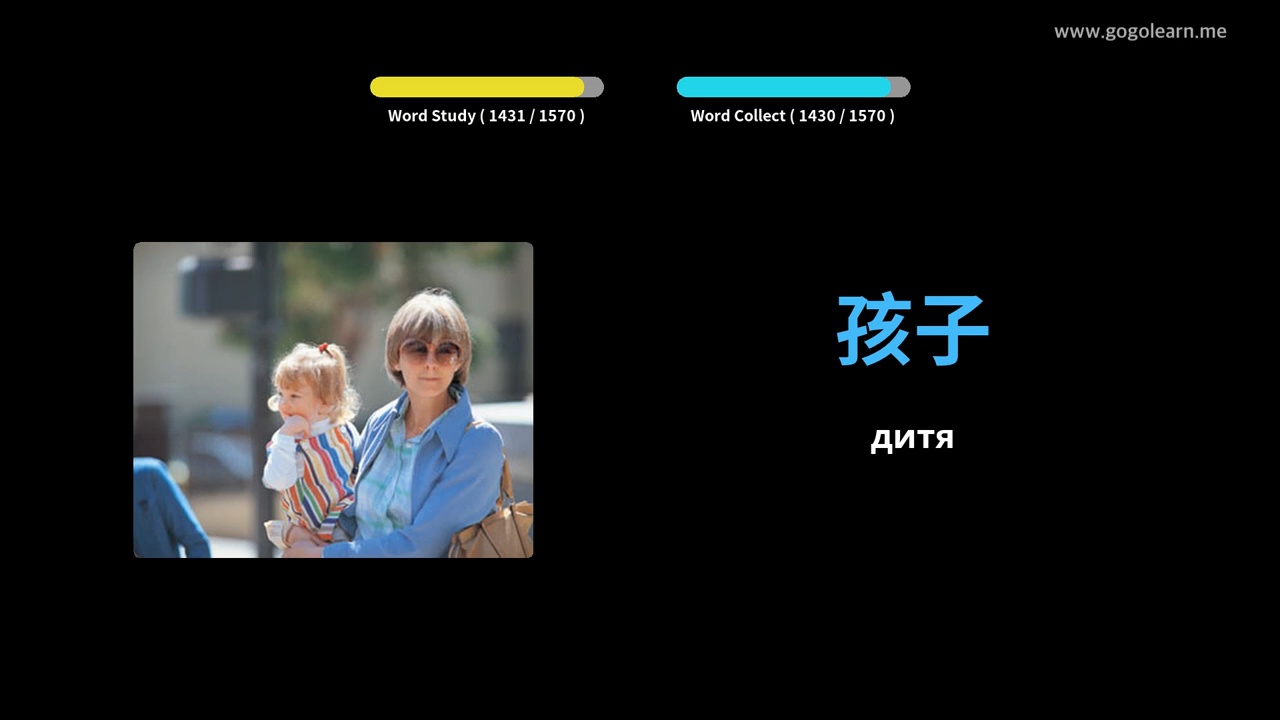 www.gogolearn.me
Word Study ( 1431 / 1570 )
Word Collect ( 1430 / 1570 )
孩子
дитя